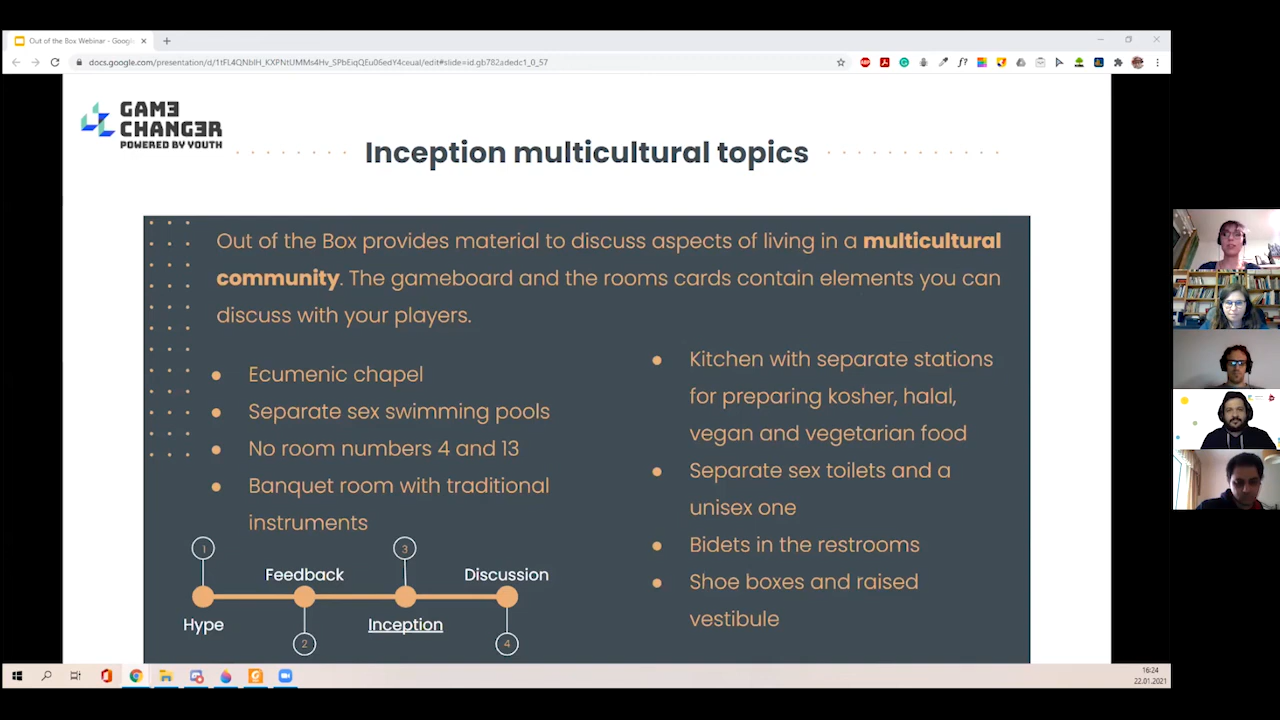 Out of the Box Webinar - Goog
docs.google.com/presentation/d/1tFL4QNbIH_KXPNtUMMs4Hv_SPbEiqQEu06edY4ceuaI/edit#slide=id.gb782adedc1_0_57
GAMƎ
CHANGƎR
POWERED BY YOUTH
Inception multicultural topics
Out of the Box provides material to discuss aspects of living in a multicultural
community. The gameboard and the rooms cards contain elements you can
discuss with your players.
Ecumenic chapel
Separate sex swimming pools
No room numbers 4 and 13
Banquet room with traditional
instruments
Kitchen with separate stations
for preparing kosher, halal,
vegan and vegetarian food
Separate sex toilets and a
unisex one
Bidets in the restrooms
Shoe boxes and raised
vestibule
1
3
Feedback
Discussion
Hype
Inception
2
4
16:24
22.01.2021